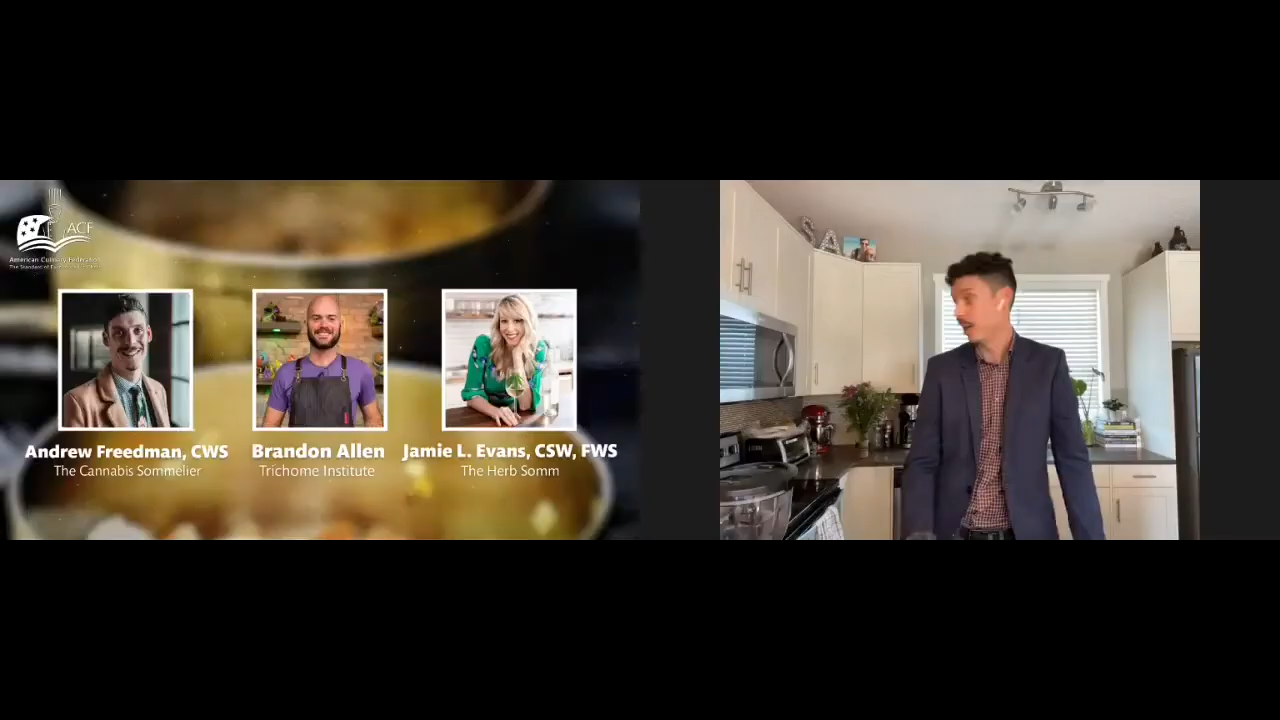 ACF
American Culinary Federation
Andrew Freedman, CWS
The Cannabis Sommelier
Brandon Allen
Trichome Institute
Jamie L. Evans, CSW, FWS
The Herb Somm